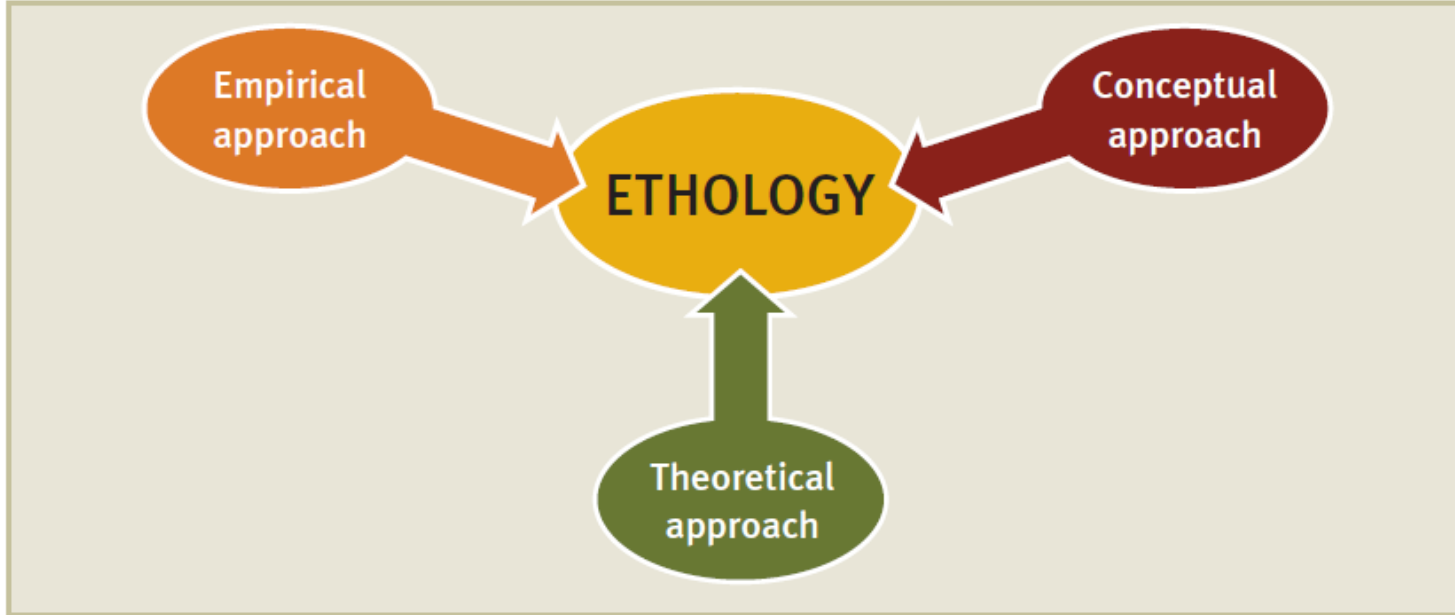 Empirical
approach
Conceptual
approach
ETHOLOGY
Theoretical
approach